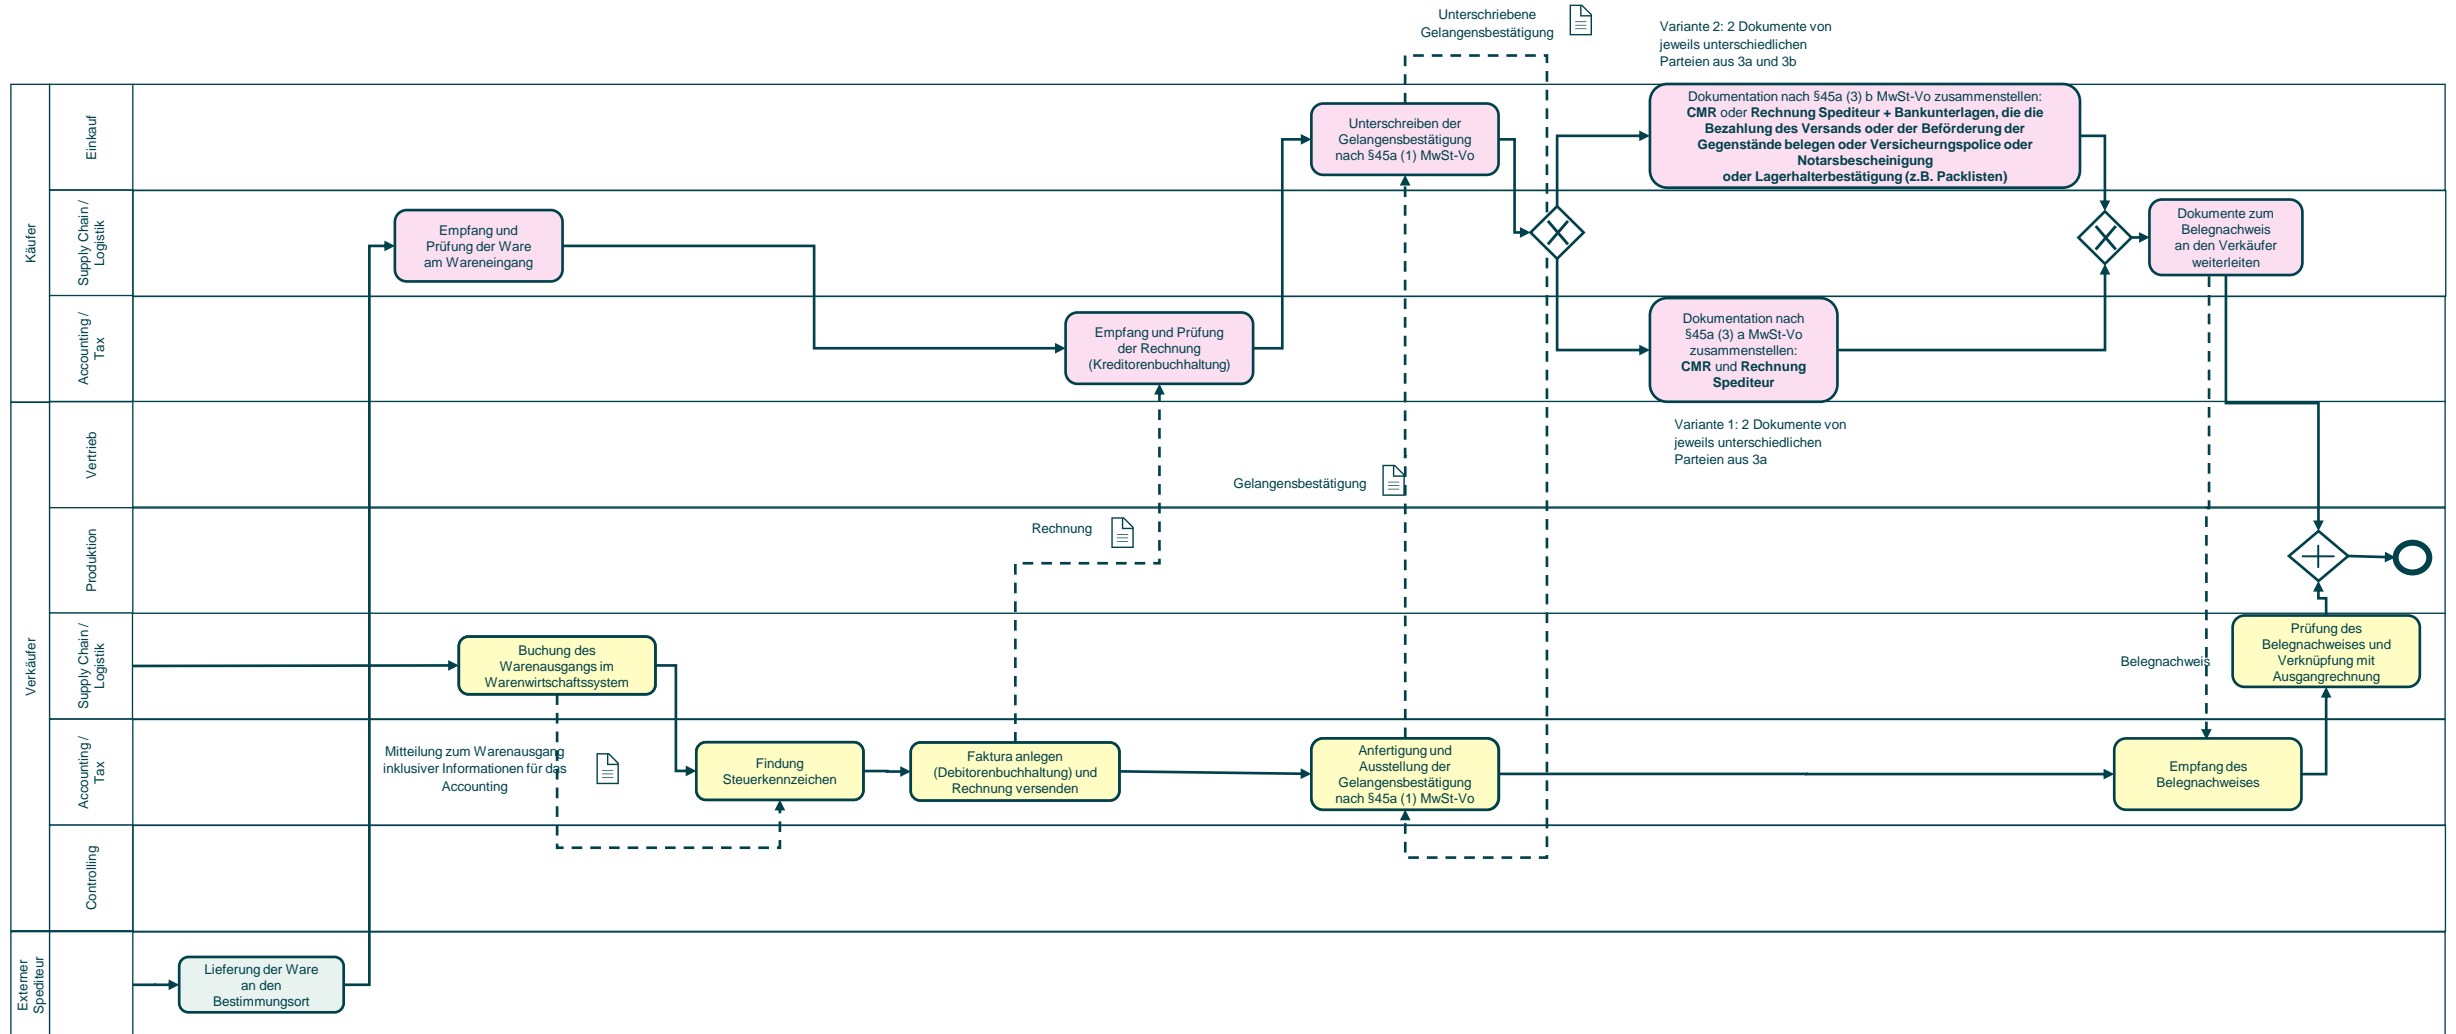 Unterschriebene
Gelangensbestätigung
Variante 2: 2 Dokumente von
jeweils unterschiedlichen
Parteien aus 3a und 3b
Käufer
Einkauf
Unterschreiben der
Gelangensbestätigung
nach §45a (1) MwSt-Vo
Dokumentation nach §45a (3) b MwSt-Vo zusammenstellen:
CMR oder Rechnung Spediteur + Bankunterlagen, die die
Bezahlung des Versands oder der Beförderung der
Gegenstände belegen oder Versicheurngspolice oder
Notarsbescheinigung
oder Lagerhalterbestätigung (z.B. Packlisten)
Supply Chain /
Logistik
Empfang und
Prüfung der Ware
am Wareneingang
Dokumente zum
Belegnachweis
an den Verkäufer
weiterleiten
Accounting /
Tax
Empfang und Prüfung
der Rechnung
(Kreditorenbuchhaltung)
Dokumentation nach
§45a (3) a MwSt-Vo
zusammenstellen:
CMR und Rechnung
Spediteur
Verkäufer
Vertrieb
Variante 1: 2 Dokumente von
jeweils unterschiedlichen
Parteien aus 3a
Gelangensbestätigung
Produktion
Rechnung
Supply Chain /
Logistik
Buchung des
Warenausgangs im
Warenwirtschaftssystem
Belegnachweis
Prüfung des
Belegnachweises und
Verknüpfung mit
Ausgangrechnung
Accounting /
Tax
Mitteilung zum Warenausgang
inklusiver Informationen für das
Accounting
Findung
Steuerkennzeichen
Faktura anlegen
(Debitorenbuchhaltung) und
Rechnung versenden
Anfertigung und
Ausstellung der
Gelangensbestätigung
nach §45a (1) MwSt-Vo
Empfang des
Belegnachweises
Controlling
Externer
Spediteur
Lieferung der Ware
an den
Bestimmungsort